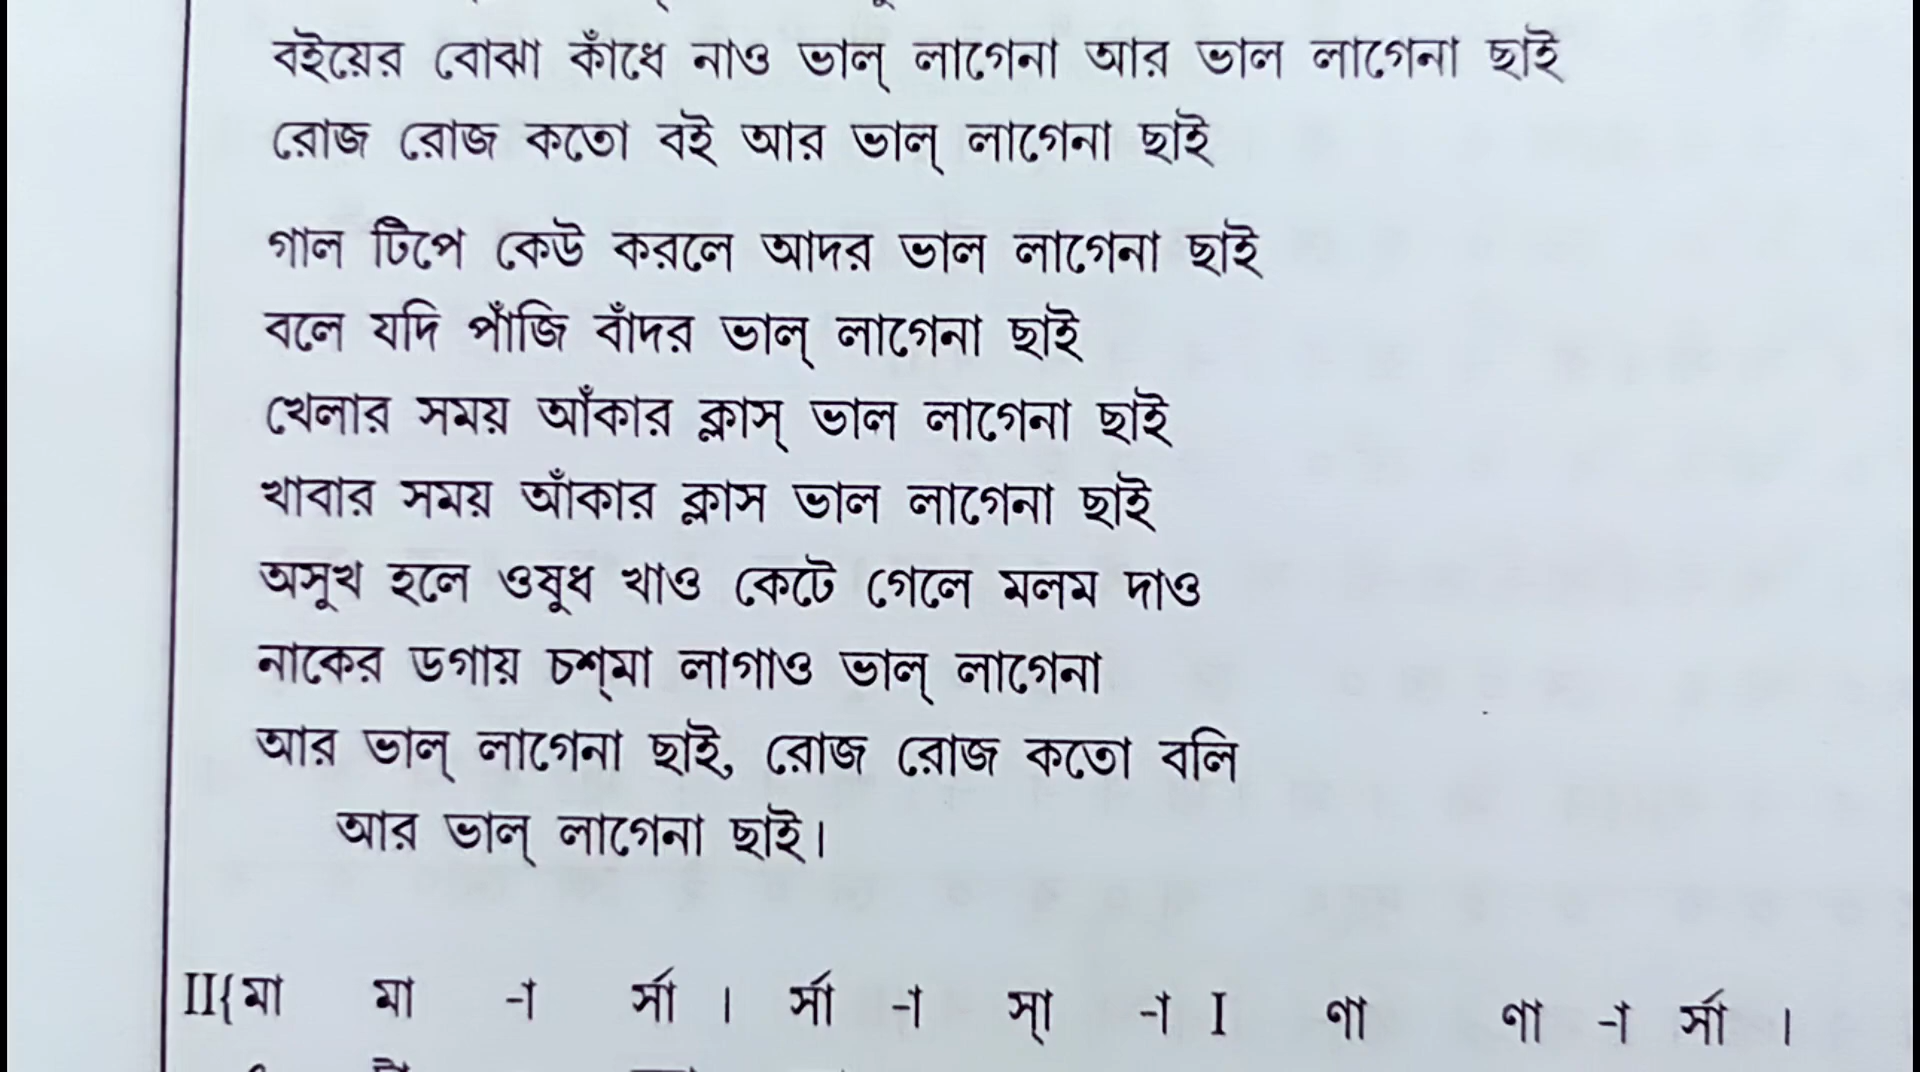 বইয়ের বোঝা কাঁধে নাও ভাল্ লাগেনা আর ভাল লাগেনা ছাই
রোজ রোজ কতো বই আর ভাল্ লাগেনা ছাই
গাল টিপে কেউ করলে আদর ভাল লাগেনা ছাই
বলে যদি পাঁজি বাঁদর ভাল্ লাগেনা ছাই
খেলার সময় আঁকার ক্লাস্ ভাল লাগেনা ছাই
খাবার সময় আঁকার ক্লাস ভাল লাগেনা ছাই
অসুখ হলে ওষুধ খাও কেটে গেলে মলম দাও
নাকের ডগায় চশ্‌মা লাগাও ভাল্ লাগেনা
আর ভাল্ লাগেনা ছাই, রোজ রোজ কতো বলি
আর ভাল্ লাগেনা ছাই।
II{মা মা -া র্সা । র্সা -া স্া -া I ণা ণা -া র্সা ।